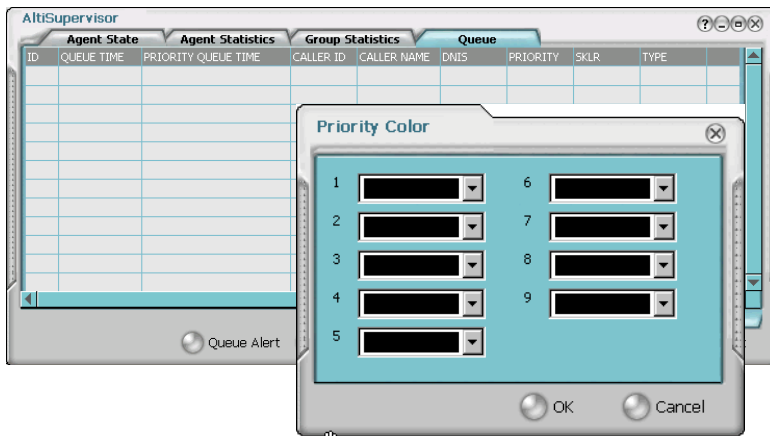 AltiSupervisor
Agent State Agent Statistics Group Statistics Queue
ID QUEUE TIME PRIORITY QUEUE TIME CALLER ID CALLER NAME DNIS PRIORITY SKLR TYPE
Priority Color
1 6
2 7
3 8
4 9
5
Queue Alert
OK Cancel